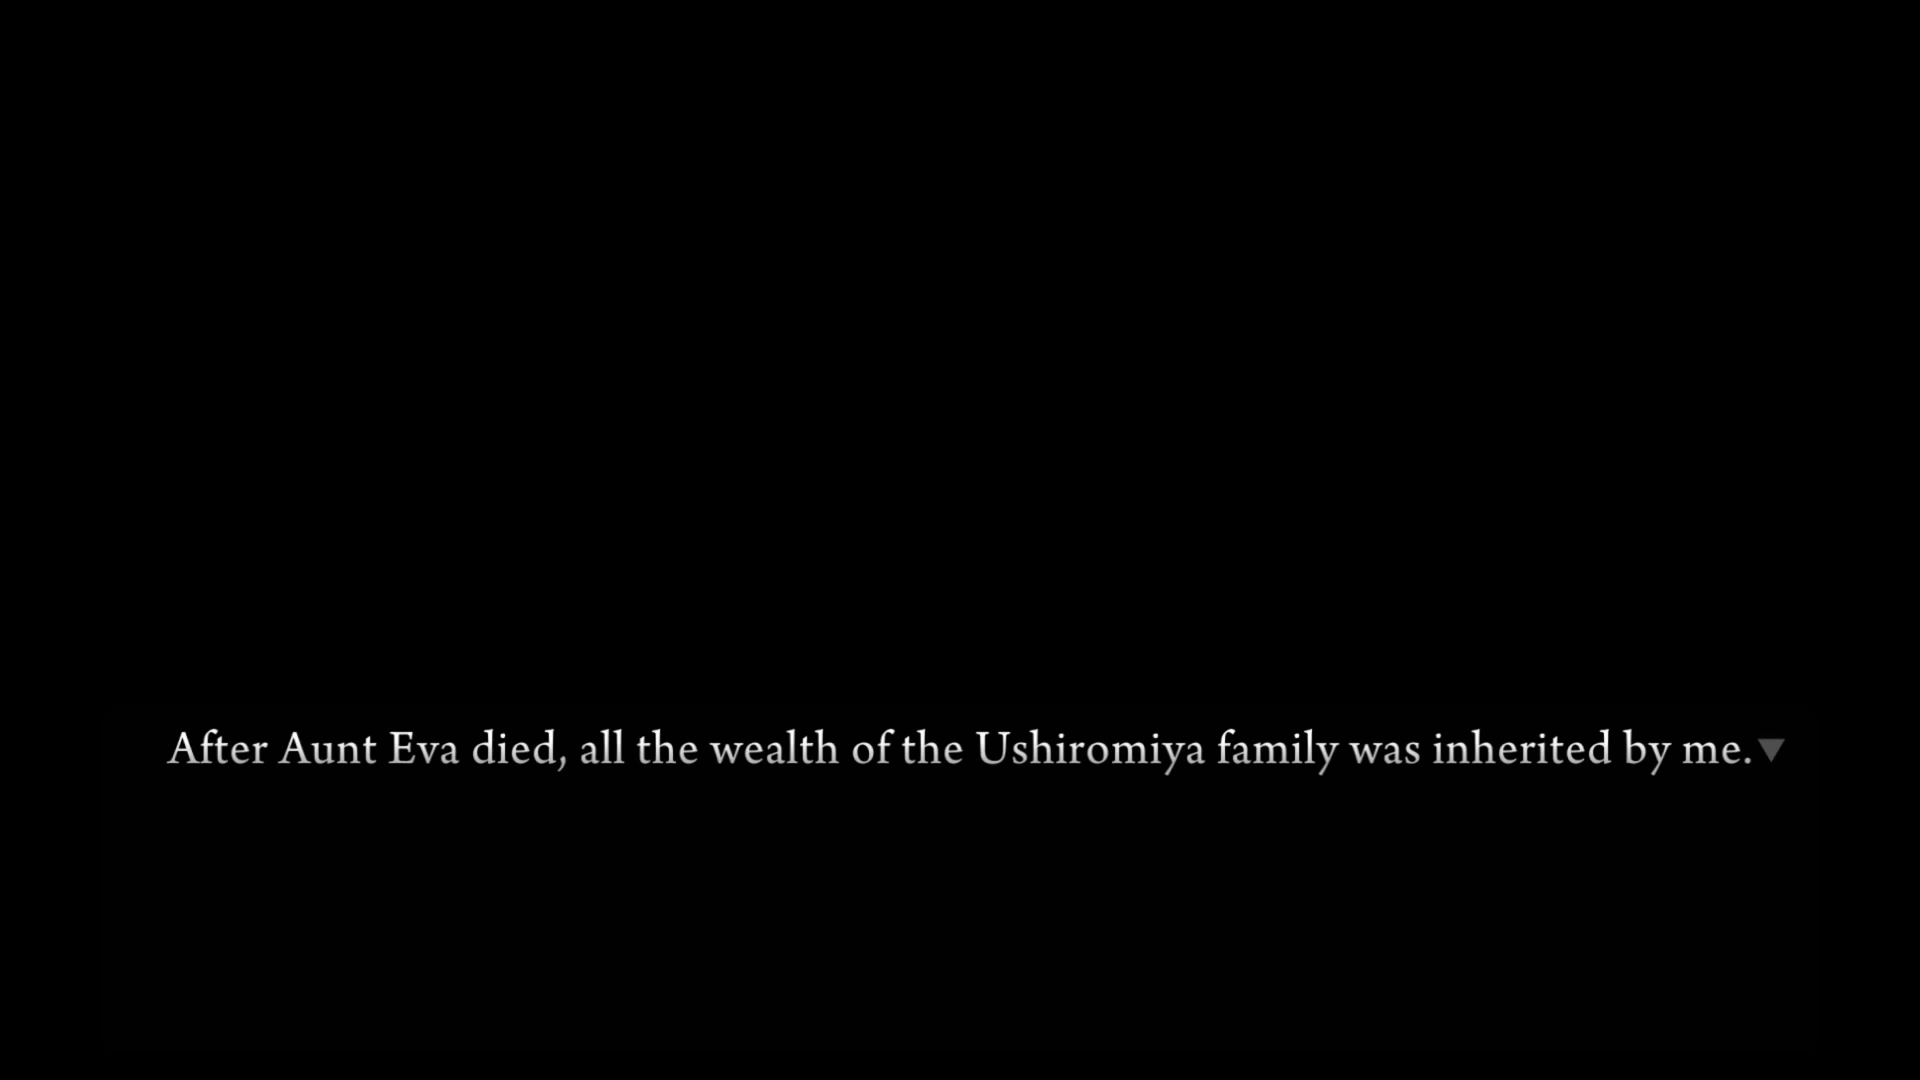 After Aunt Eva died, all the wealth of the Ushiromiya family was inherited by me.